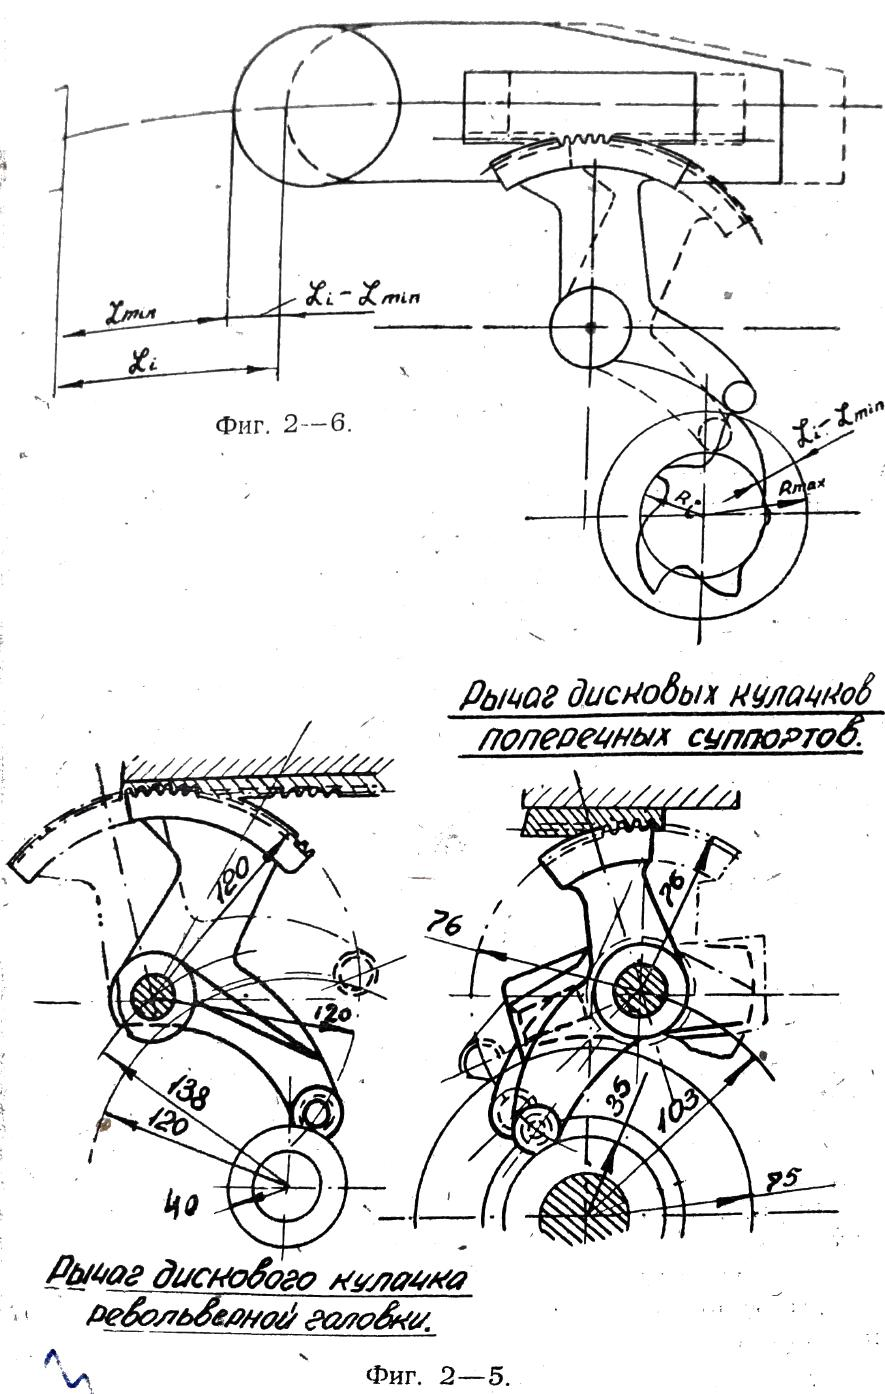 ℒmin
ℒi − ℒmin
ℒi
Фиг. 2—6.
ℒi − ℒmin
Ri
Rmax
Рычаг дисковых кулачков
поперечных суппортов.
120
120
138
120
40
76
76
35
103
85
Рычаг дискового кулачка
револьверной головки.
Фиг. 2—5.